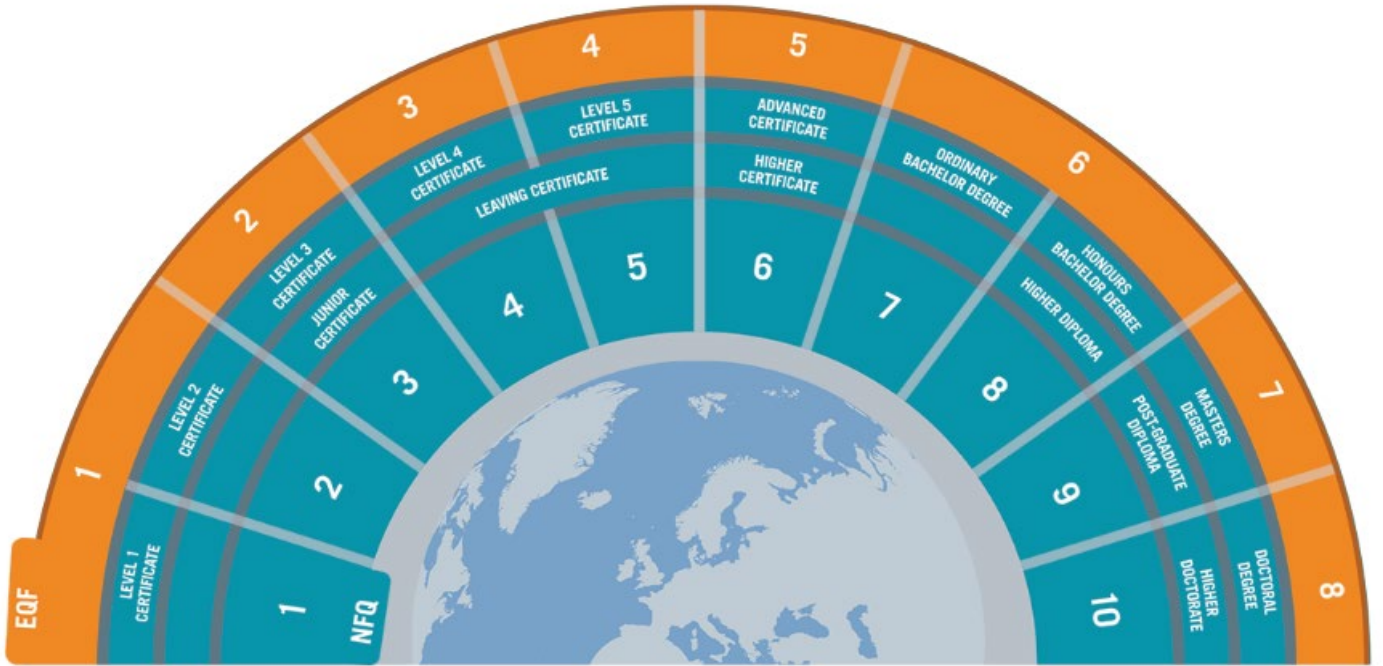 EQF
1
2
3
4
5
6
7
8
LEVEL 1
CERTIFICATE
LEVEL 2
CERTIFICATE
LEVEL 3
CERTIFICATE
LEVEL 4
CERTIFICATE
LEVEL 5
CERTIFICATE
ADVANCED
CERTIFICATE
ORDINARY
BACHELOR DEGREE
HONOURS
BACHELOR DEGREE
MASTERS
DEGREE
DOCTORAL
DEGREE
JUNIOR
CERTIFICATE
LEAVING CERTIFICATE
HIGHER
CERTIFICATE
HIGHER DIPLOMA
POST-GRADUATE
DIPLOMA
HIGHER
DOCTORATE
NFQ
1
2
3
4
5
6
7
8
9
10